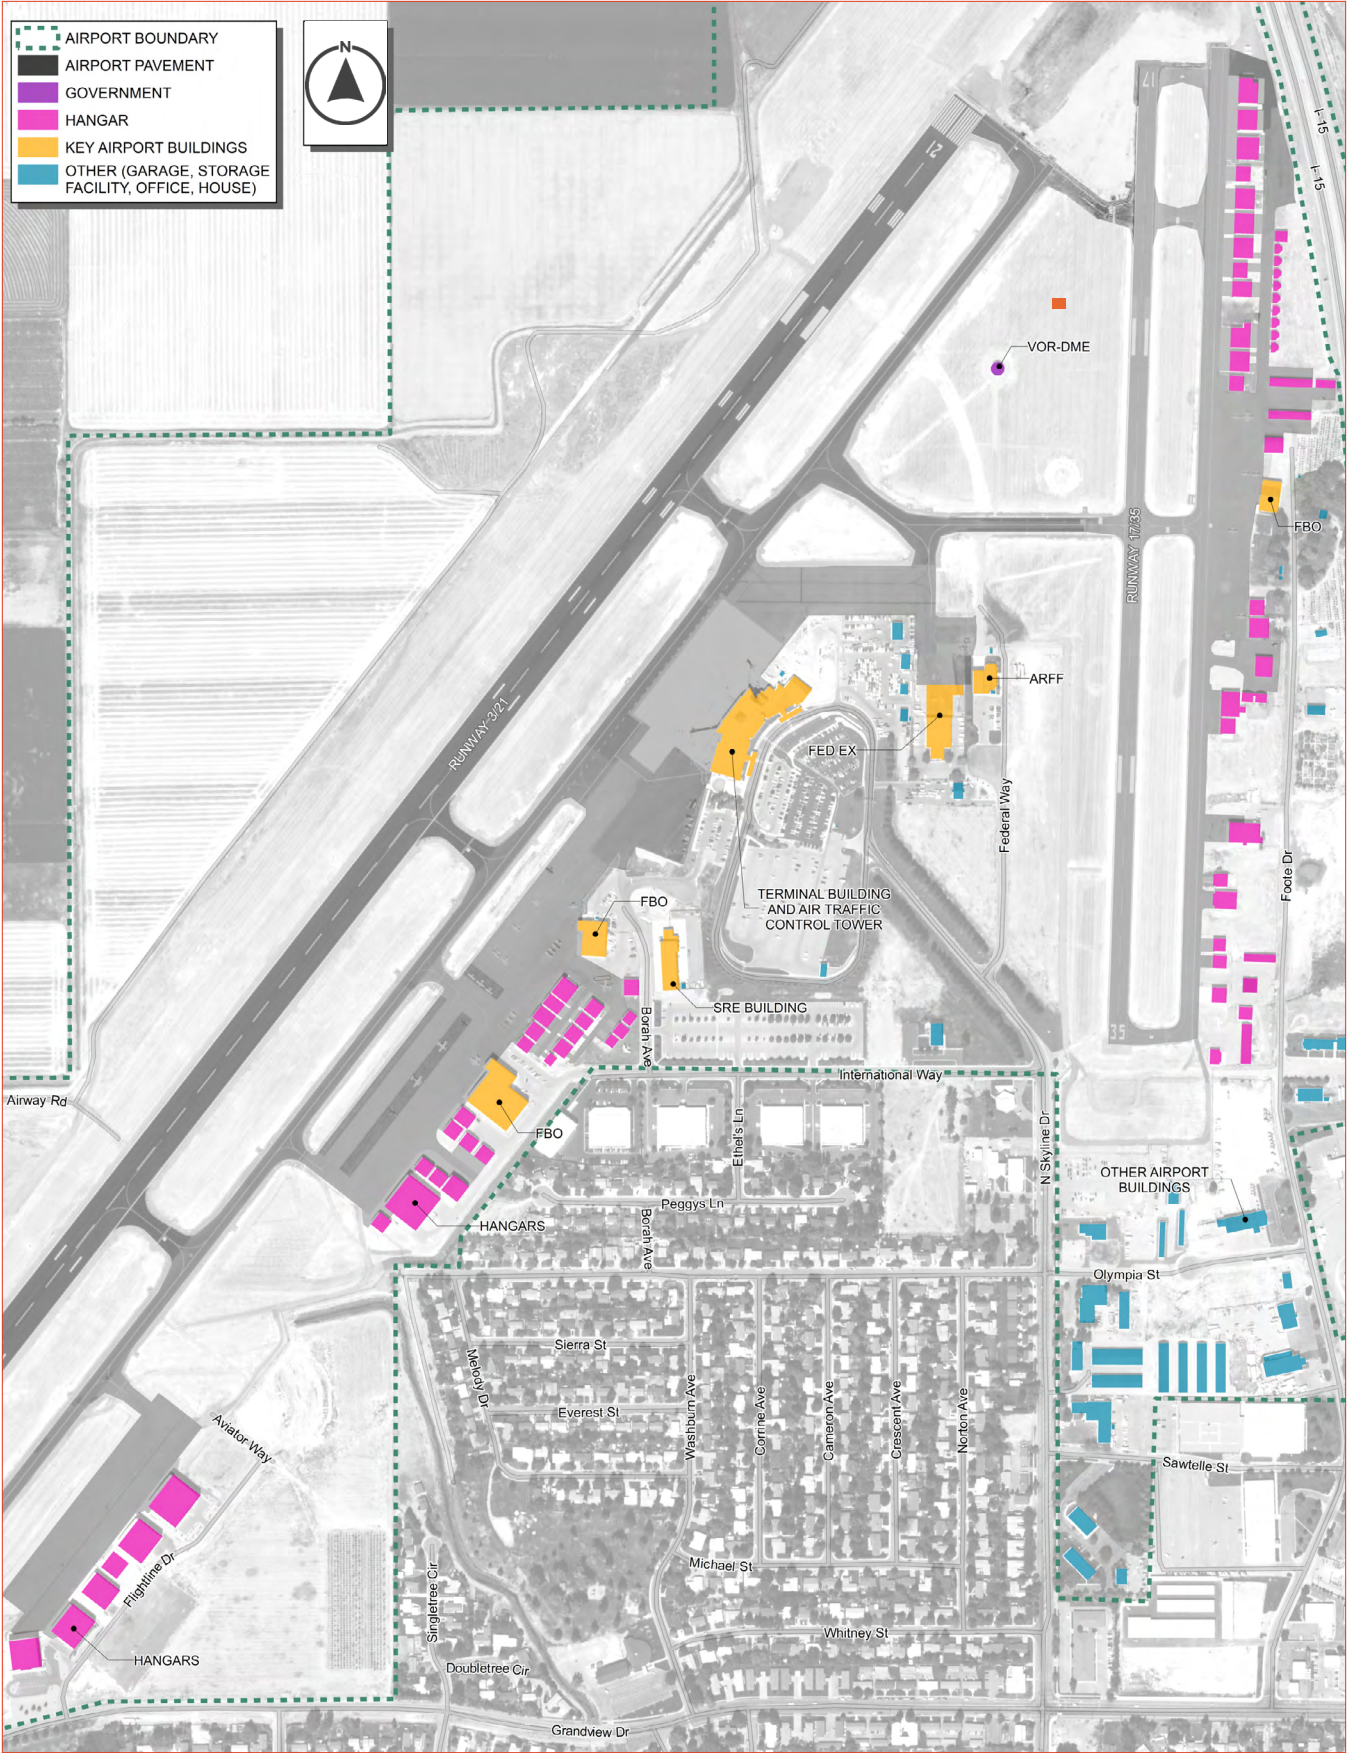 AIRPORT BOUNDARY
AIRPORT PAVEMENT
GOVERNMENT
HANGAR
KEY AIRPORT BUILDINGS
OTHER (GARAGE, STORAGE
FACILITY, OFFICE, HOUSE)
N
I-15
I-15
17
21
VOR-DME
RUNWAY 17/35
FBO
RUNWAY 3/21
ARFF
FED EX
Federal Way
Foote Dr
TERMINAL BUILDING
AND AIR TRAFFIC
CONTROL TOWER
FBO
SRE BUILDING
Borah Ave
35
International Way
Airway Rd
FBO
Ethel's Ln
N Skyline Dr
OTHER AIRPORT
BUILDINGS
Peggys Ln
HANGARS
Borah Ave
Olympia St
Sierra St
Melody Dr
Everest St
Washburn Ave
Corrine Ave
Cameron Ave
Crescent Ave
Norton Ave
Aviator Way
Sawtelle St
Flightline Dr
Michael St
Singletree Cir
Whitney St
HANGARS
Doubletree Cir
Grandview Dr